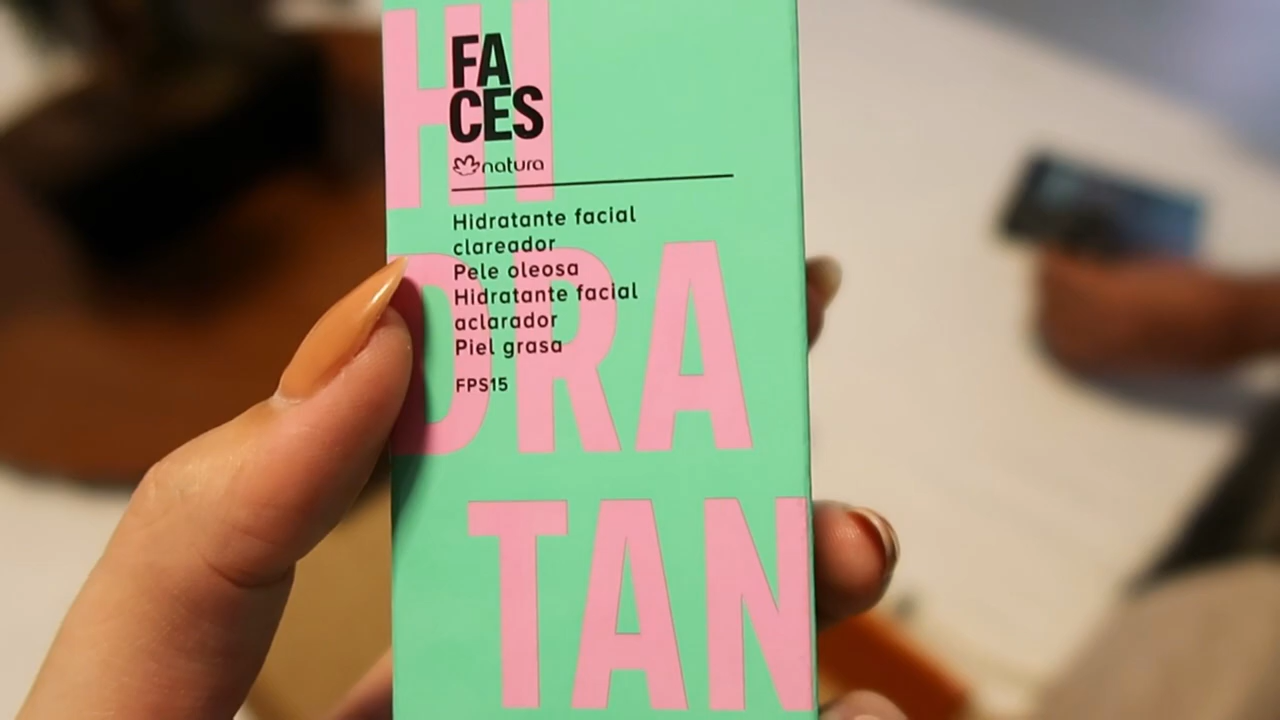 HI
DRA
TAN
FA
CES
natura
Hidratante facial
clareador
Pele oleosa
Hidratante facial
aclarador
Piel grasa
FPS15